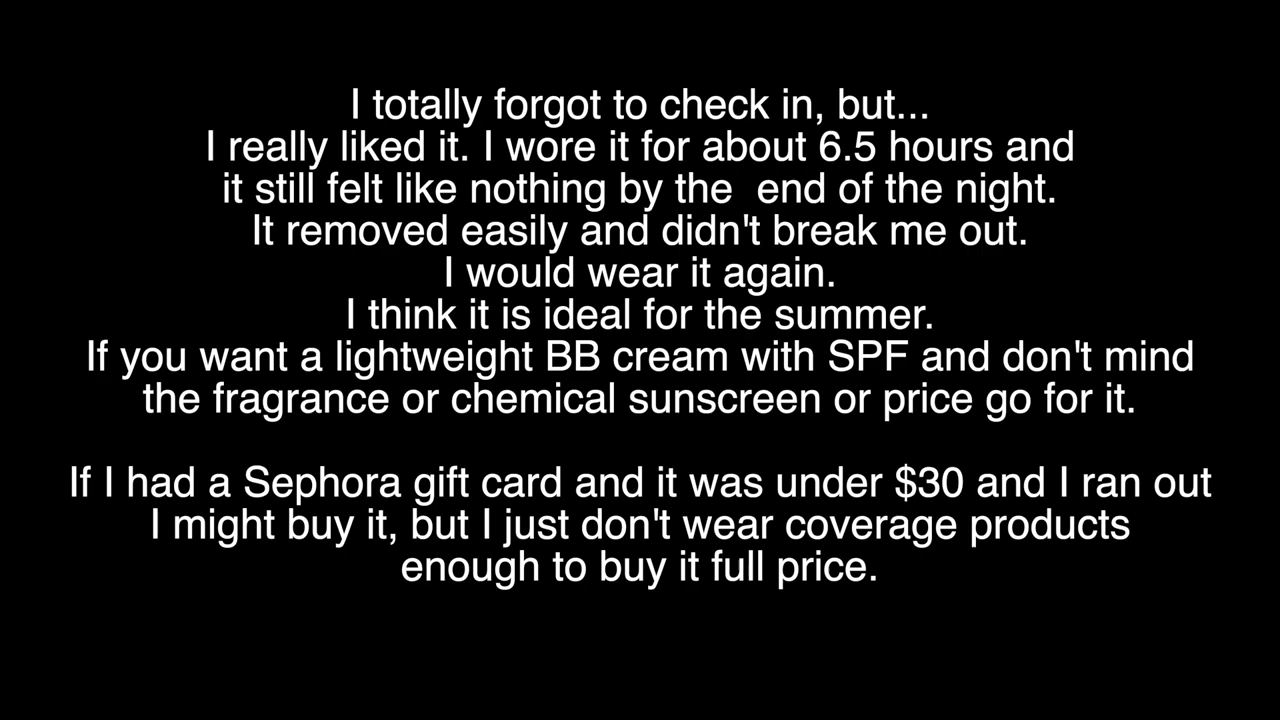 I totally forgot to check in, but...
I really liked it. I wore it for about 6.5 hours and
it still felt like nothing by the  end of the night.
It removed easily and didn't break me out.
I would wear it again.
I think it is ideal for the summer.
If you want a lightweight BB cream with SPF and don't mind
the fragrance or chemical sunscreen or price go for it.
If I had a Sephora gift card and it was under $30 and I ran out
I might buy it, but I just don't wear coverage products
enough to buy it full price.